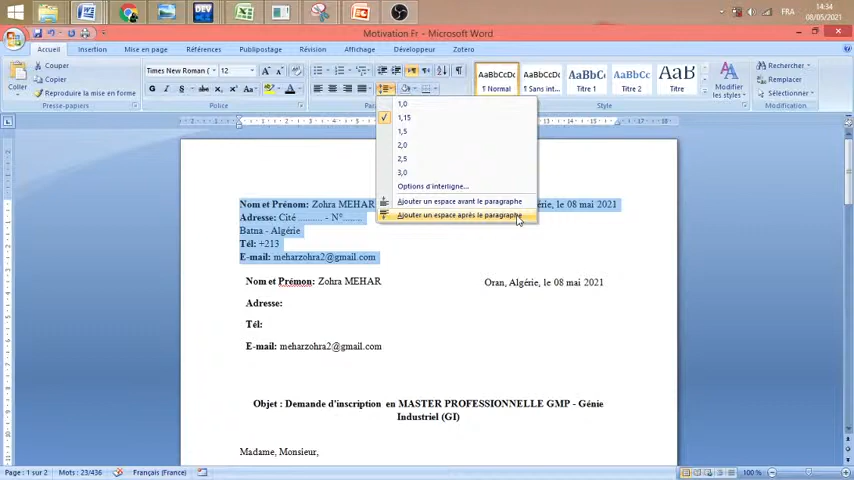 14:34
FRA
08/05/2021
Motivation Fr - Microsoft Word
Accueil Insertion Mise en page Références Publipostage Révision Affichage Développeur Zotéro
Couper
Copier
Reproduire la mise en forme
Coller
Presse-papiers
Times New Roman ( 12
Police
AaBbCcDc
¶ Normal
¶ Sans int...
AaBbCc
Titre 1
AaBbCc
Titre 2
AaB
Titre
Style
Modifier les styles
Rechercher
Remplacer
Sélectionner
Modification
1,0
1,15
1,5
2,0
2,5
3,0
Options d'interligne...
Ajouter un espace avant le paragraphe
Ajouter un espace après le paragraphe
Nom et Prénom: Zohra MEHAR le 08 mai 2021
Adresse: Cité .......... - N°.......
Batna - Algérie
Tél: +213
E-mail: meharzohra2@gmail.com
Nom et Prémon: Zohra MEHAR Oran, Algérie, le 08 mai 2021
Adresse:
Tél:
E-mail: meharzohra2@gmail.com
Objet : Demande d'inscription en MASTER PROFESSIONNELLE GMP - Génie
Industriel (GI)
Madame, Monsieur,
Page : 1 sur 2 Mots : 23/436 Français (France) 100 %